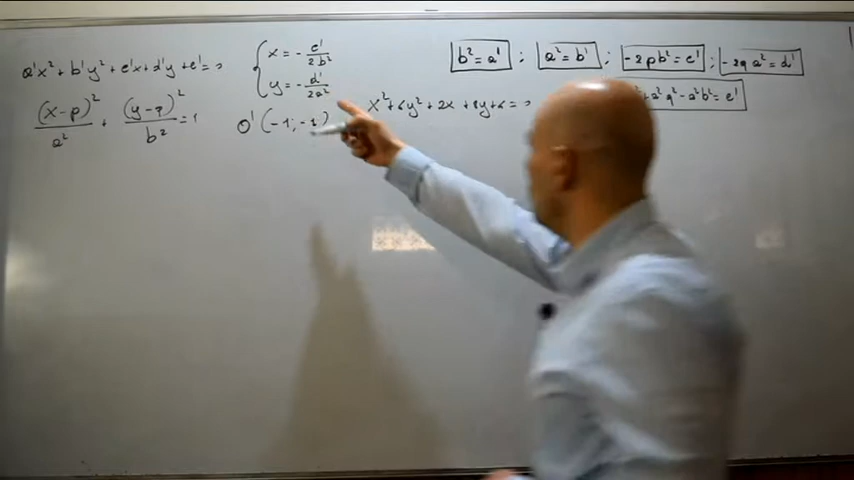 a'x² + b'y² + c'x + d'y + e' = 0
(x-p)²/a² + (y-q)²/b² = 1
{ x = - c'/2b²
y = - d'/2a²
O' (-1; -1)
b² = a' ; a² = b' ; -2pb² = c' ; -2qa² = d'
x² + 4y² + 2x + 8y + 4 = 0
a²q² - a²b² = e'